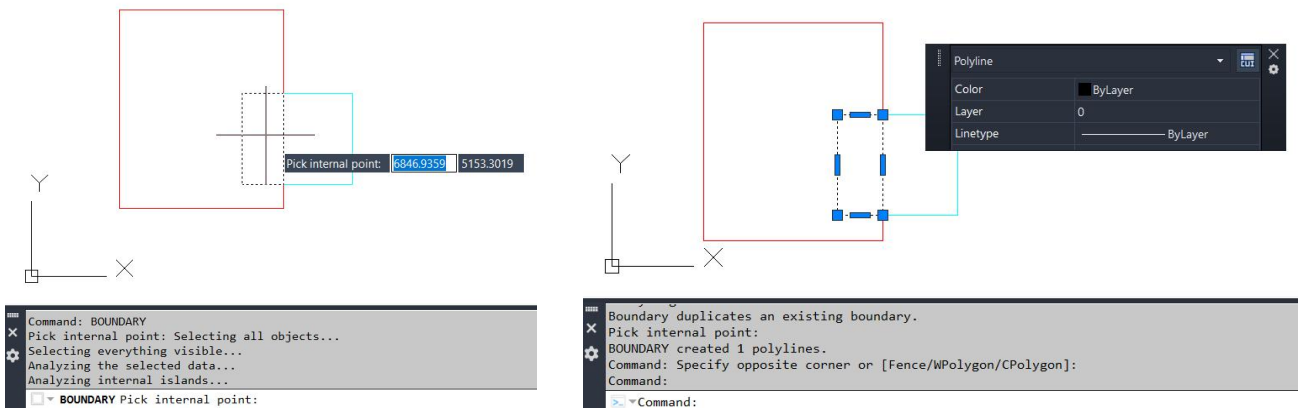 Y
X
Pick internal point: 6846.9359 5153.3019
Command: BOUNDARY
Pick internal point: Selecting all objects...
Selecting everything visible...
Analyzing the selected data...
Analyzing internal islands...
BOUNDARY Pick internal point:
Polyline
CUI
Color ByLayer
Layer 0
Linetype ByLayer
Y
X
Boundary duplicates an existing boundary.
Pick internal point:
BOUNDARY created 1 polylines.
Command: Specify opposite corner or [Fence/WPolygon/CPolygon]:
Command:
Command: